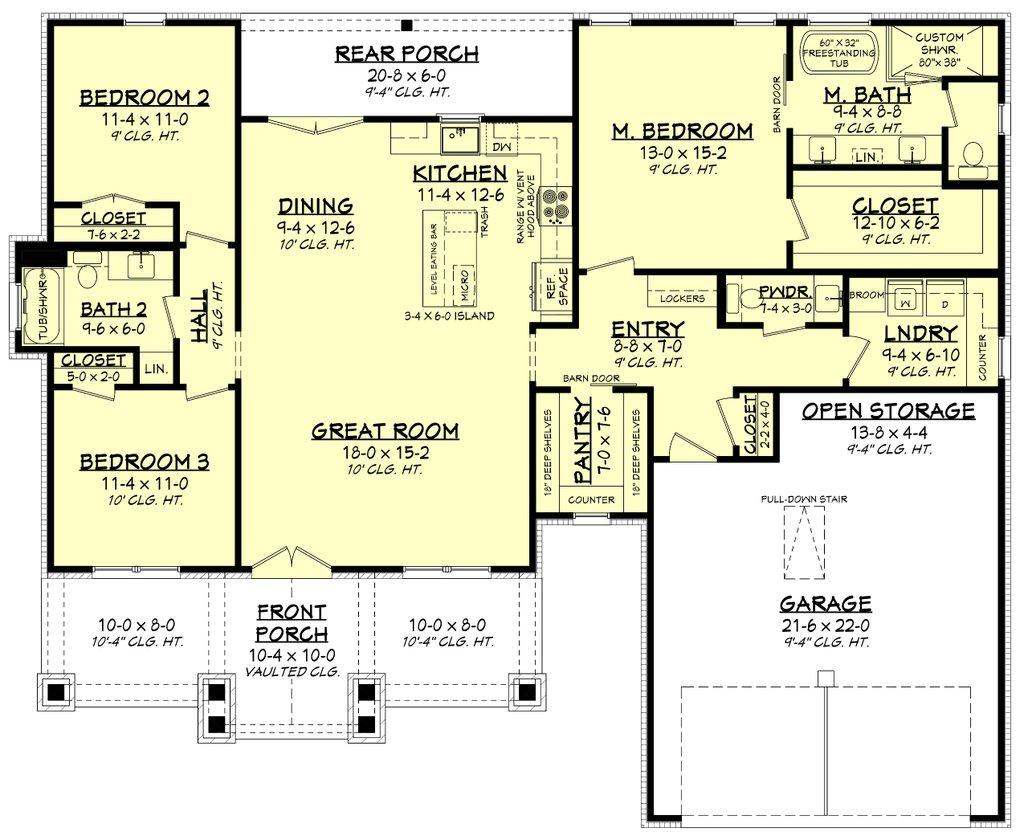 REAR PORCH
20-8 x 6-0
9'-4" CLG. HT.
BEDROOM 2
11-4 x 11-0
9' CLG. HT.
CLOSET
7-6 x 2-2
TUB/SHWR
BATH 2
9-6 x 6-0
HALL
9' CLG. HT.
CLOSET
5-0 x 2-0
LIN.
BEDROOM 3
11-4 x 11-0
10' CLG. HT.
DINING
9-4 x 12-6
10' CLG. HT.
KITCHEN
11-4 x 12-6
DW
RANGE W/ VENT
HOOD ABOVE
TRASH
LEVEL EATING BAR
MICRO
3-4 x 6-0 ISLAND
REF.
SPACE
GREAT ROOM
18-0 x 15-2
10' CLG. HT.
M. BEDROOM
13-0 x 15-2
9' CLG. HT.
BARN DOOR
60" x 32"
FREESTANDING
TUB
CUSTOM
SHWR.
80"x 38"
M. BATH
9-4 x 8-8
9' CLG. HT.
LIN.
CLOSET
12-10 x 6-2
9' CLG. HT.
LOCKERS
PWDR.
7-4 x 3-0
BROOM
W
D
LNDRY
9-4 x 6-10
9' CLG. HT.
COUNTER
ENTRY
8-8 x 7-0
9' CLG. HT.
BARN DOOR
18" DEEP SHELVES
PANTRY
7-0 x 7-6
18" DEEP SHELVES
COUNTER
CLOSET
2-2 x 4-0
OPEN STORAGE
13-8 x 4-4
9'-4" CLG. HT.
PULL-DOWN STAIR
GARAGE
21-6 x 22-0
9'-4" CLG. HT.
10-0 x 8-0
10'-4" CLG. HT.
FRONT
PORCH
10-4 x 10-0
VAULTED CLG.
10-0 x 8-0
10'-4" CLG. HT.